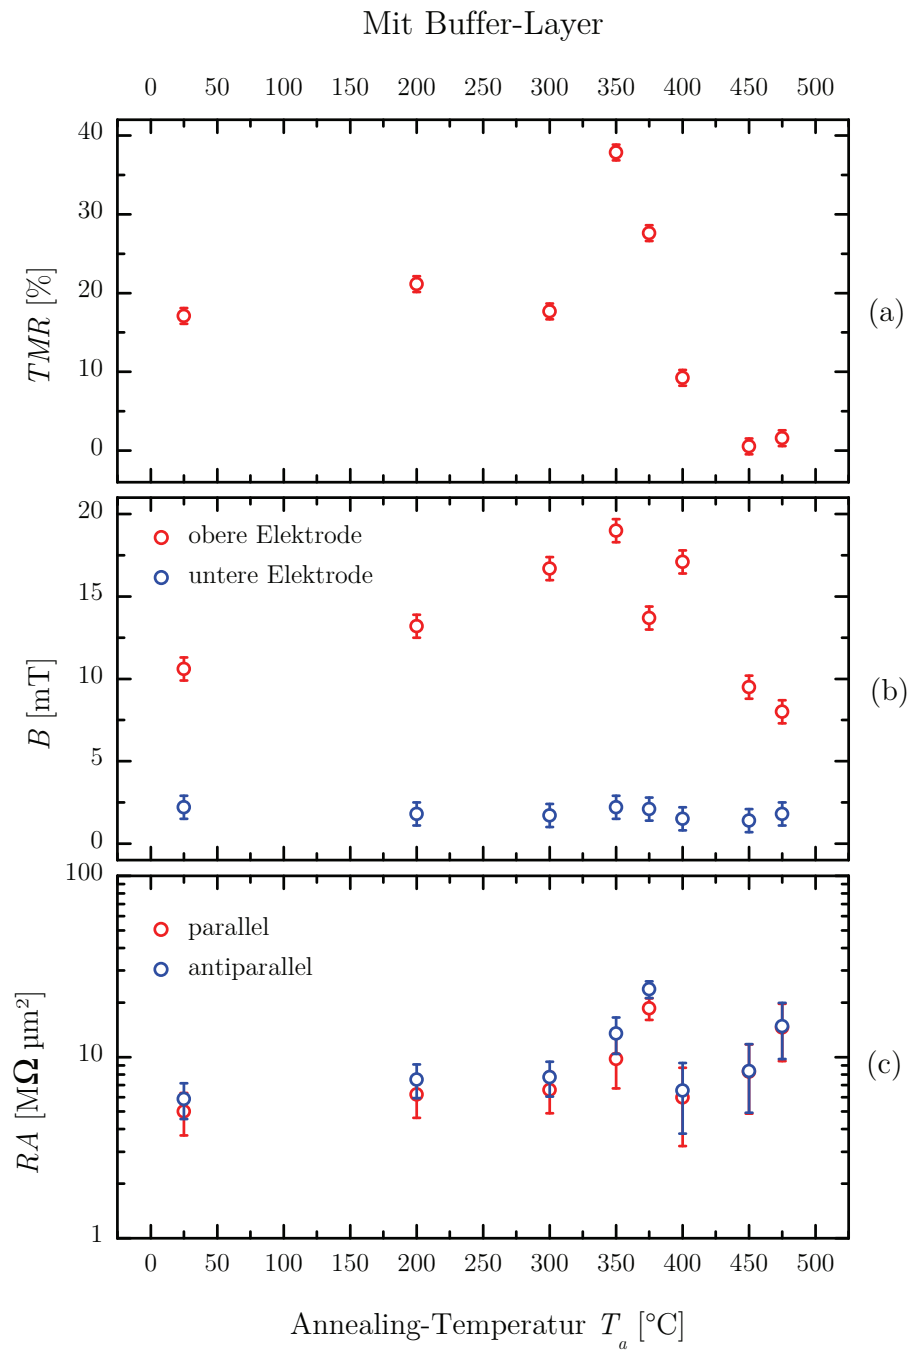 Mit Buffer-Layer
0 50 100 150 200 250 300 350 400 450 500
40
30
20
10
0
TMR [%]
(a)
20
15
10
5
0
B [mT]
obere Elektrode
untere Elektrode
(b)
100
10
1
RA [MΩ µm²]
parallel
antiparallel
(c)
0 50 100 150 200 250 300 350 400 450 500
Annealing-Temperatur Tₐ [°C]